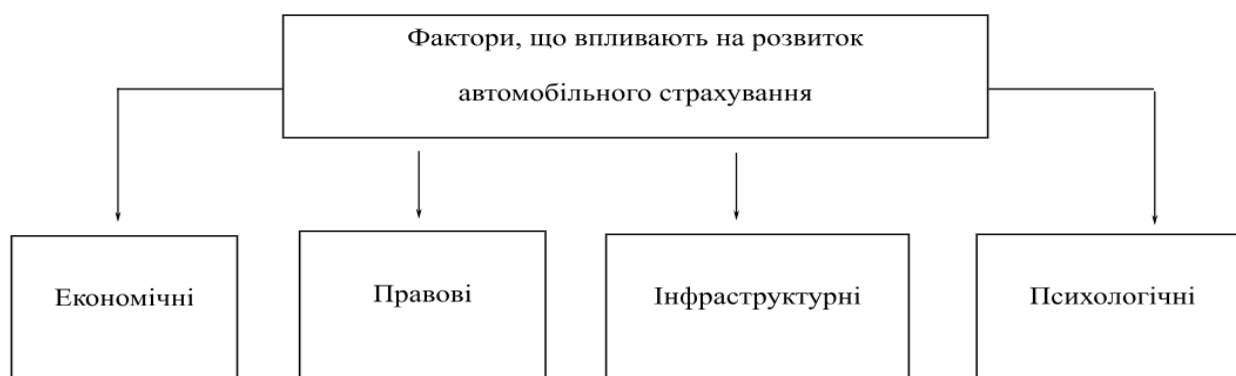 Фактори, що впливають на розвиток
автомобільного страхування
Економічні
Правові
Інфраструктурні
Психологічні